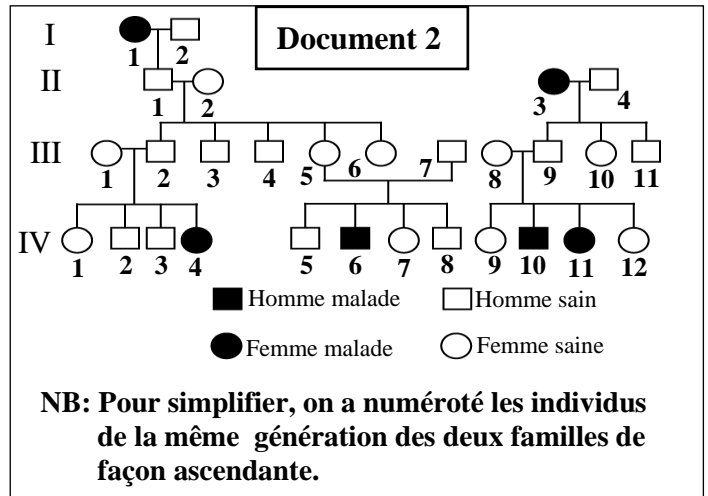 I
Document 2
1 2
II
1 2 3 4
III
1 2 3 4 5 6 7 8 9 10 11
IV
1 2 3 4 5 6 7 8 9 10 11 12
Homme malade Homme sain
Femme malade Femme saine
NB: Pour simplifier, on a numéroté les individus
de la même génération des deux familles de
façon ascendante.